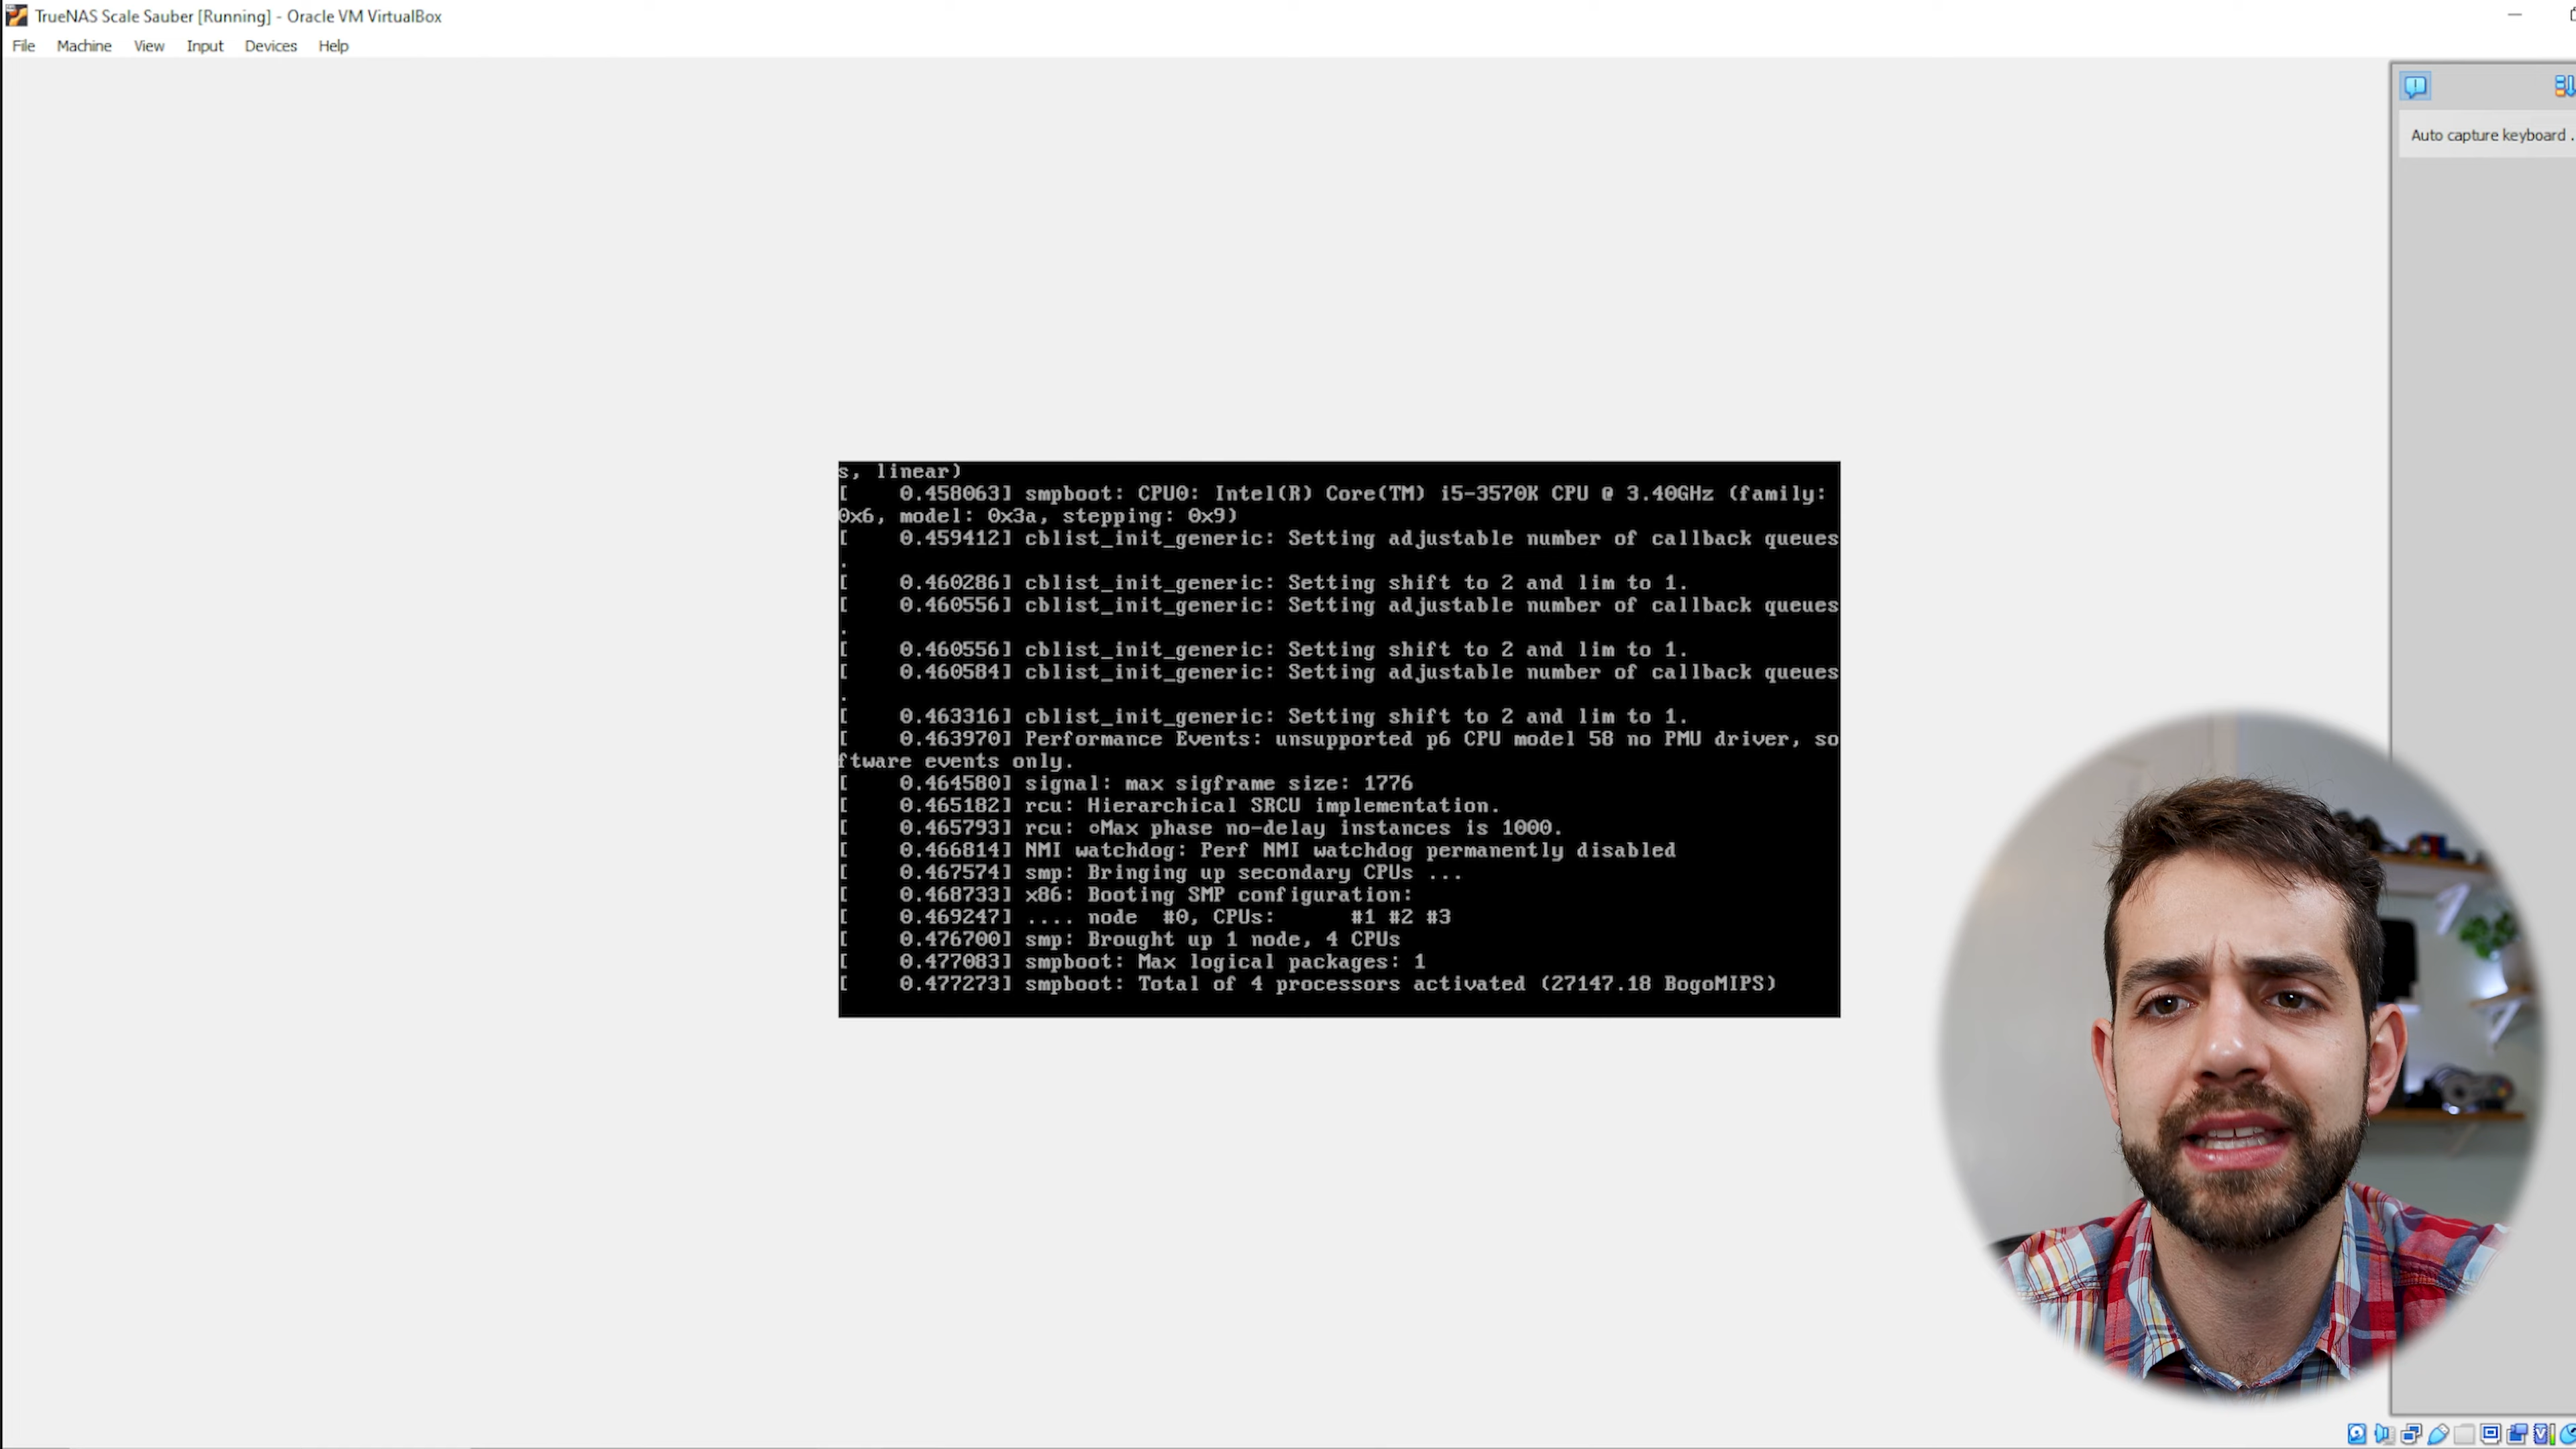 TrueNAS Scale Sauber [Running] - Oracle VM VirtualBox
File Machine View Input Devices Help
Auto capture keyboard .
s, linear)
[    0.458063] smpboot: CPU0: Intel(R) Core(TM) i5-3570K CPU @ 3.40GHz (family:
0x6, model: 0x3a, stepping: 0x9)
[    0.459412] cblist_init_generic: Setting adjustable number of callback queues
.
[    0.460286] cblist_init_generic: Setting shift to 2 and lim to 1.
[    0.460556] cblist_init_generic: Setting adjustable number of callback queues
.
[    0.460556] cblist_init_generic: Setting shift to 2 and lim to 1.
[    0.460584] cblist_init_generic: Setting adjustable number of callback queues
.
[    0.463316] cblist_init_generic: Setting shift to 2 and lim to 1.
[    0.463970] Performance Events: unsupported p6 CPU model 58 no PMU driver, so
ftware events only.
[    0.464580] signal: max sigframe size: 1776
[    0.465182] rcu: Hierarchical SRCU implementation.
[    0.465793] rcu: oMax phase no-delay instances is 1000.
[    0.466814] NMI watchdog: Perf NMI watchdog permanently disabled
[    0.467574] smp: Bringing up secondary CPUs ...
[    0.468733] x86: Booting SMP configuration:
[    0.469247] .... node  #0, CPUs:      #1 #2 #3
[    0.476700] smp: Brought up 1 node, 4 CPUs
[    0.477083] smpboot: Max logical packages: 1
[    0.477273] smpboot: Total of 4 processors activated (27147.18 BogoMIPS)